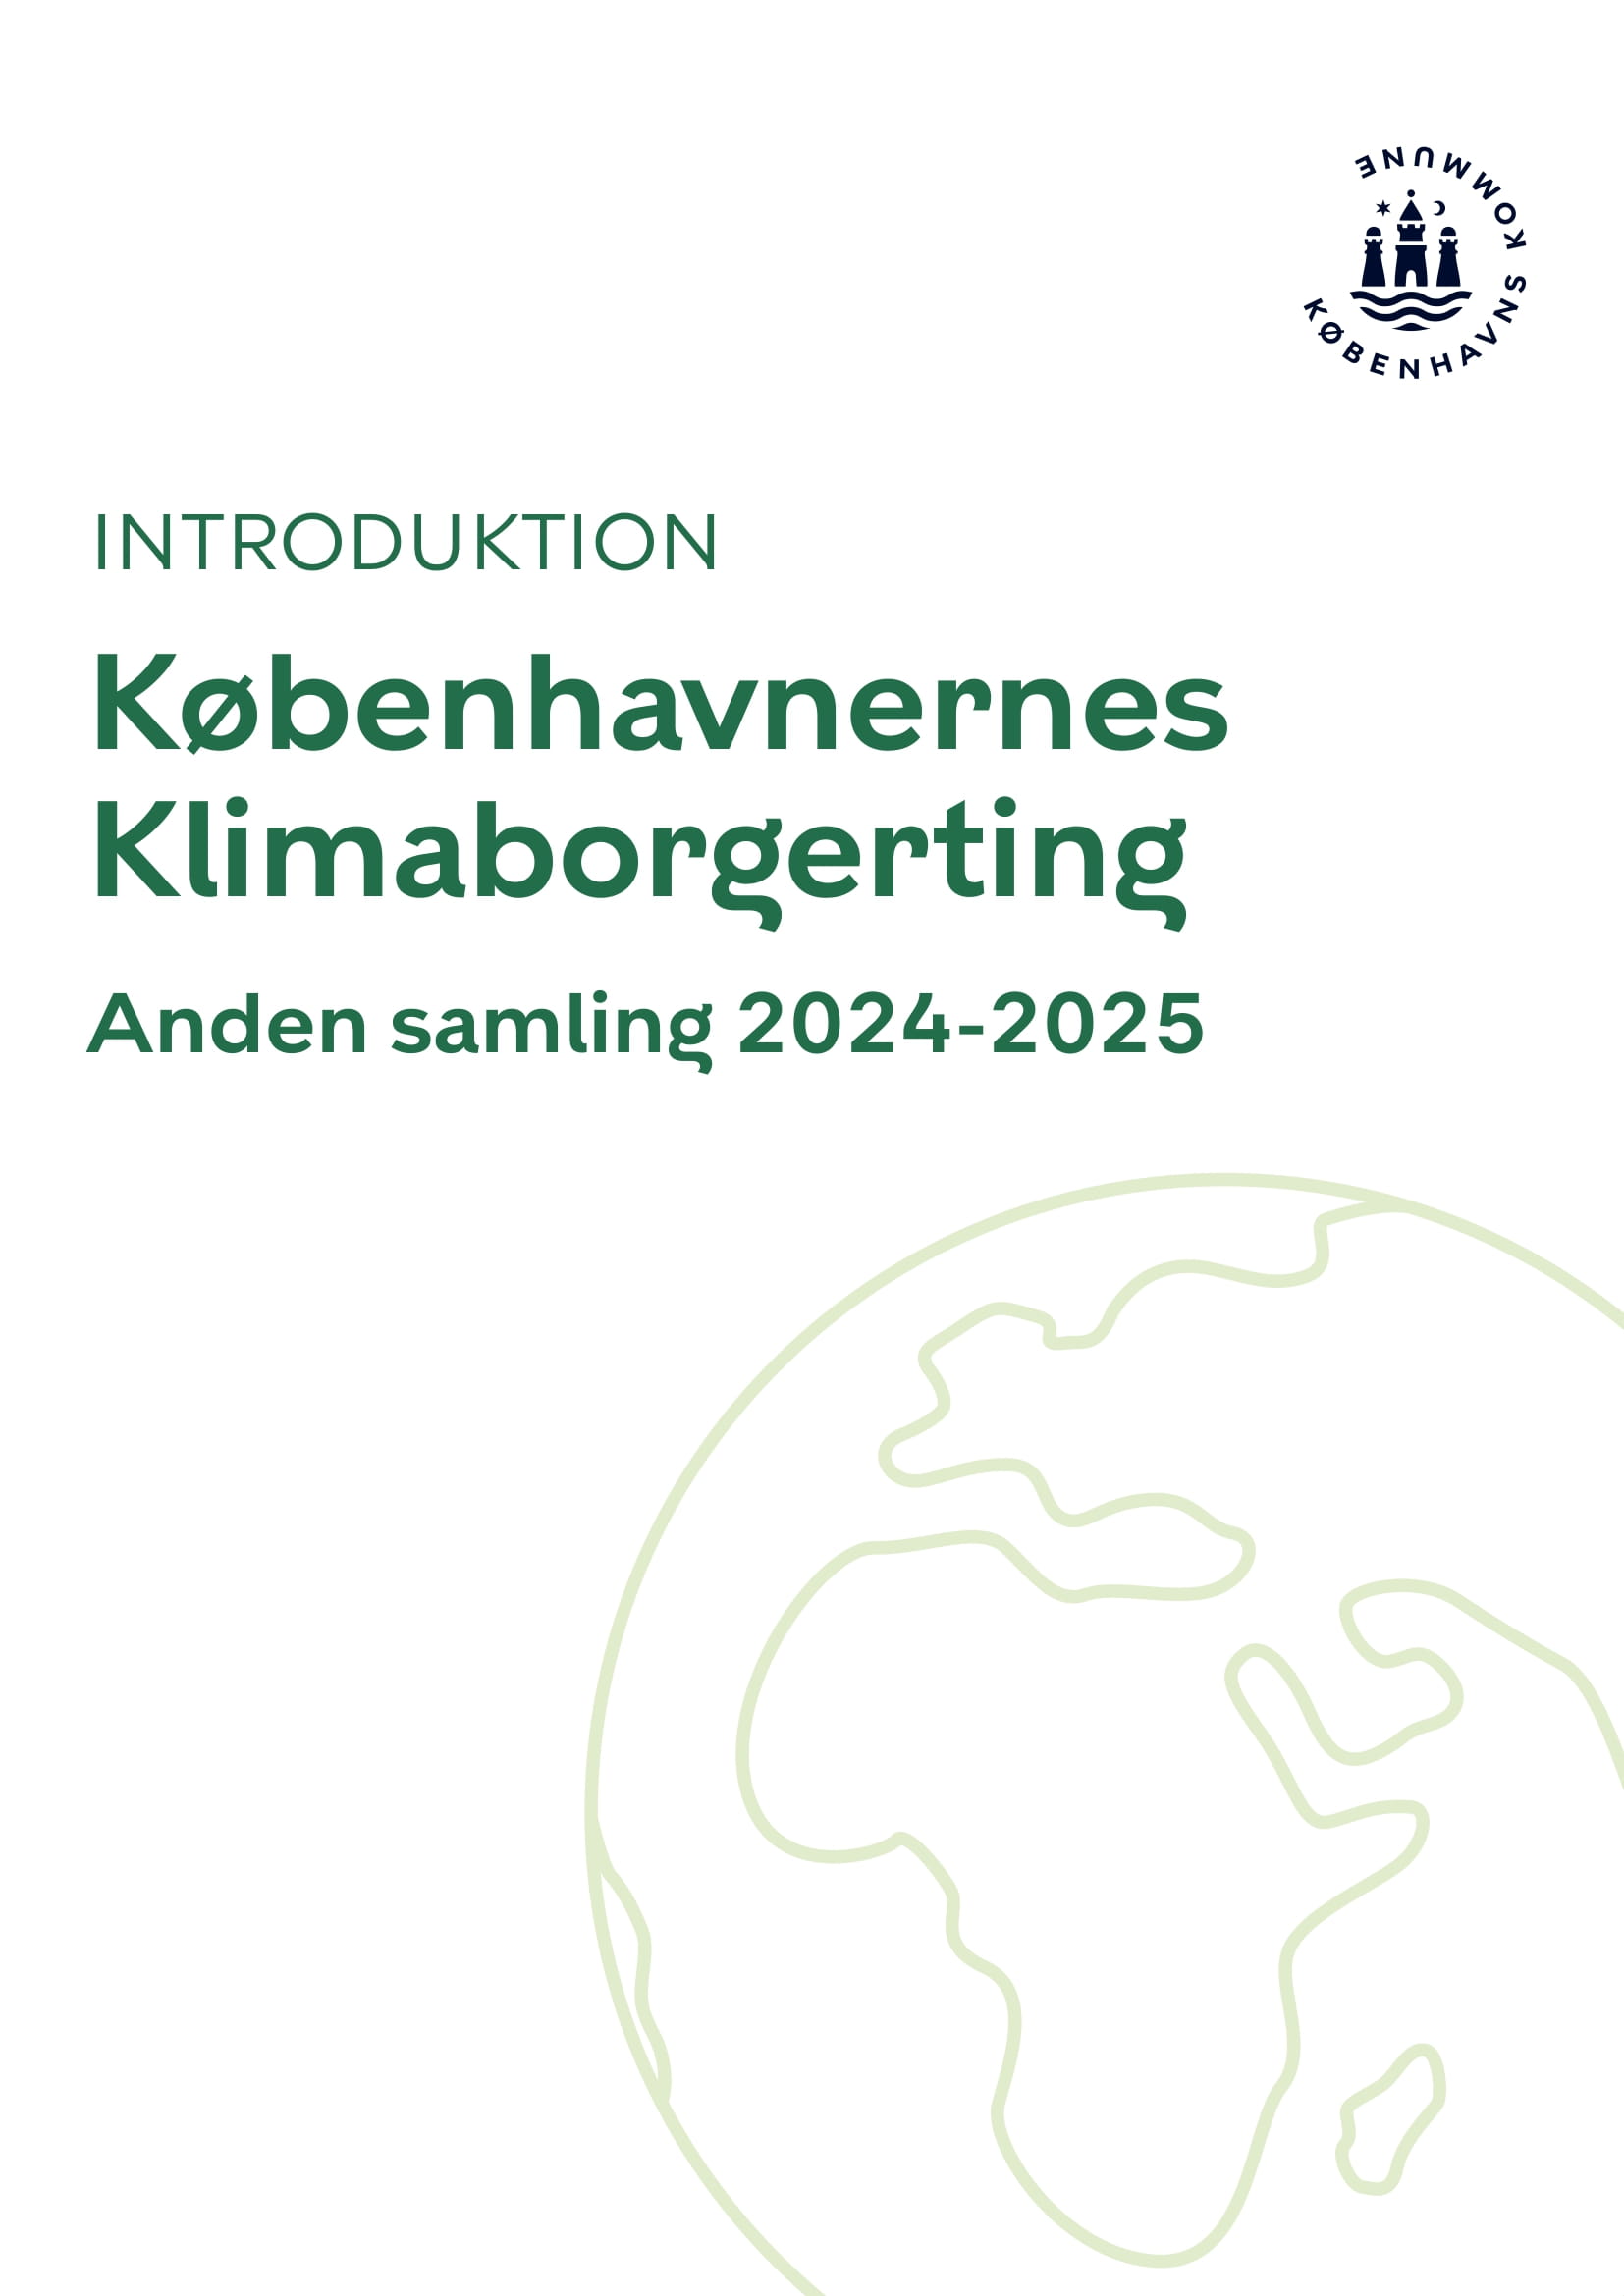 KØBENHAVNS KOMMUNE
INTRODUKTION
Københavnernes
Klimaborgerting
Anden samling 2024-2025